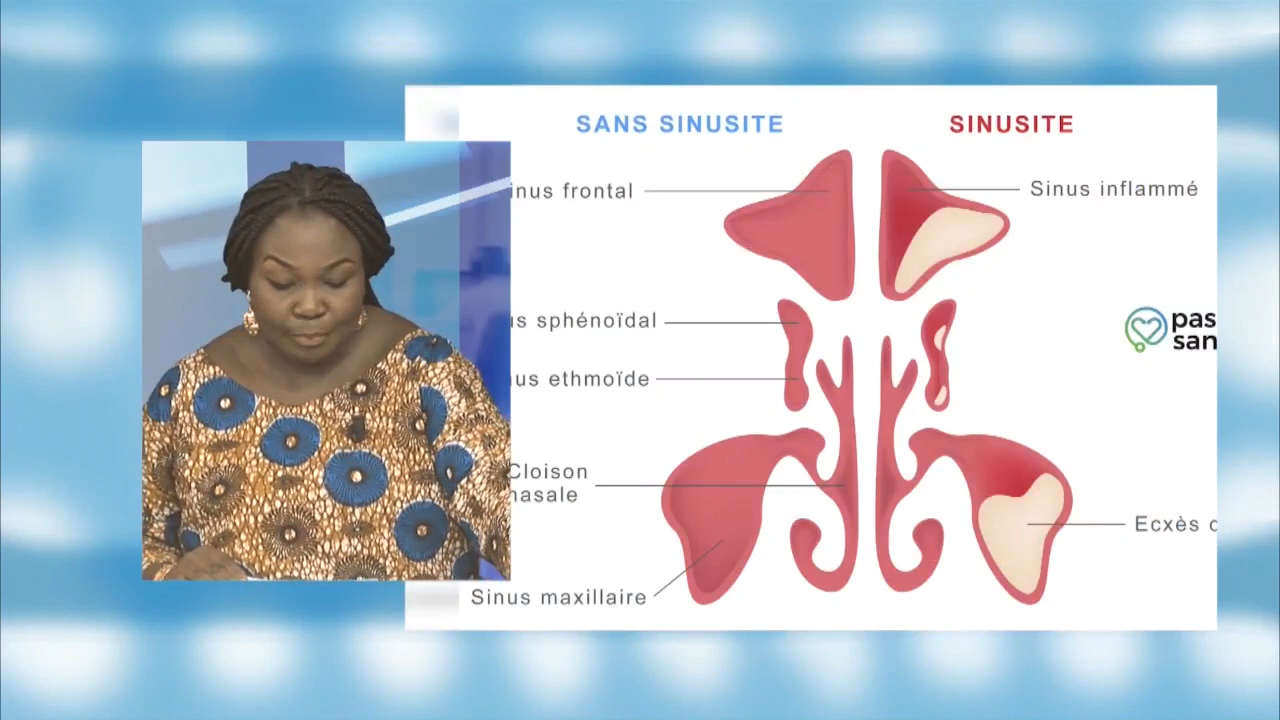 SANS SINUSITE
SINUSITE
inus frontal
Sinus inflammé
us sphénoïdal
pas
san
us ethmoïde
Cloison
nasale
Ecxès
Sinus maxillaire